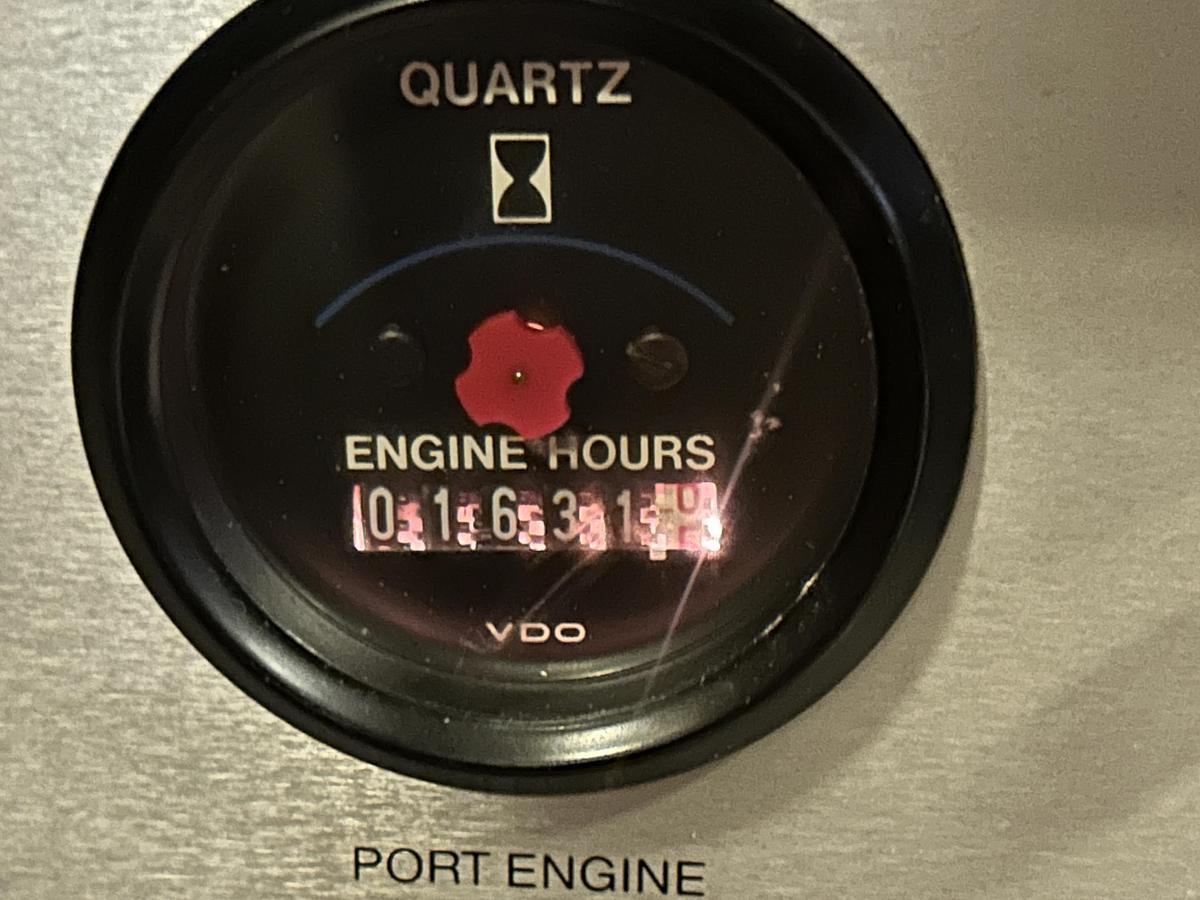 QUARTZ
ENGINE HOURS
01631
VDO
PORT ENGINE